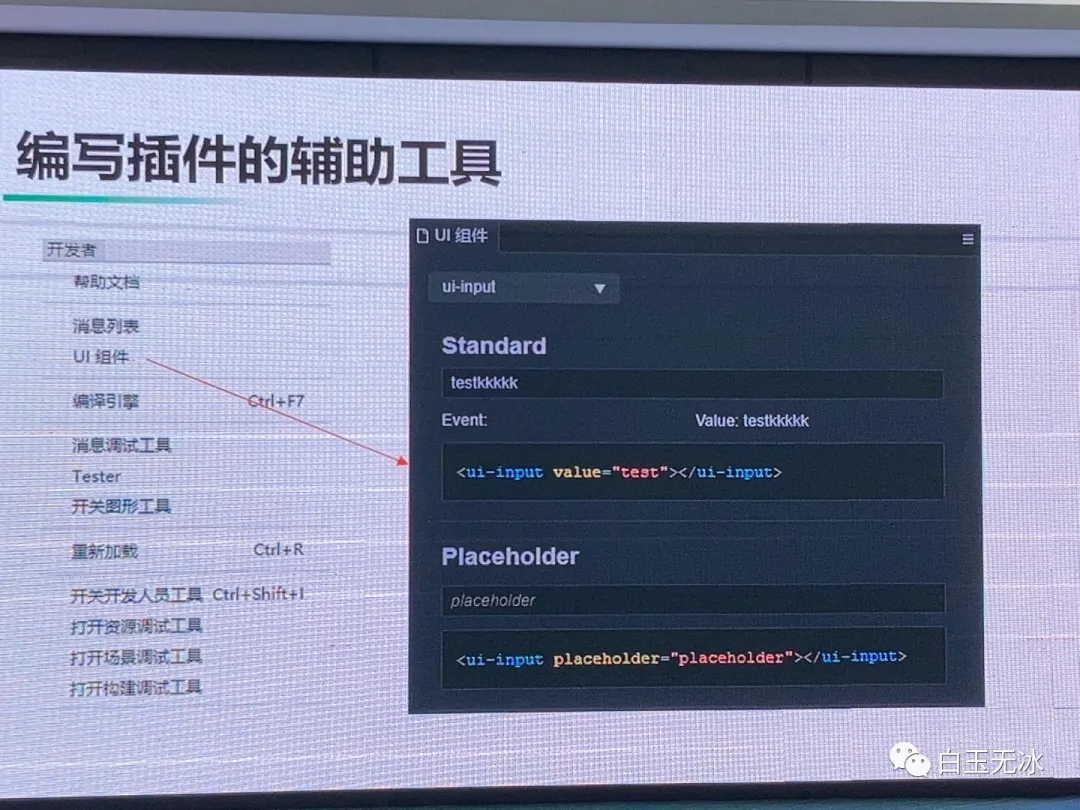 编写插件的辅助工具
开发者
帮助文档
消息列表
UI 组件
编译引擎 Ctrl+F7
消息调试工具
Tester
开关图形工具
重新加载 Ctrl+R
开关开发人员工具 Ctrl+Shift+I
打开资源调试工具
打开场景调试工具
打开构建调试工具
UI 组件
ui-input
Standard
testkkkkk
Event: Value: testkkkkk
<ui-input value="test"></ui-input>
Placeholder
placeholder
<ui-input placeholder="placeholder"></ui-input>
白玉无冰